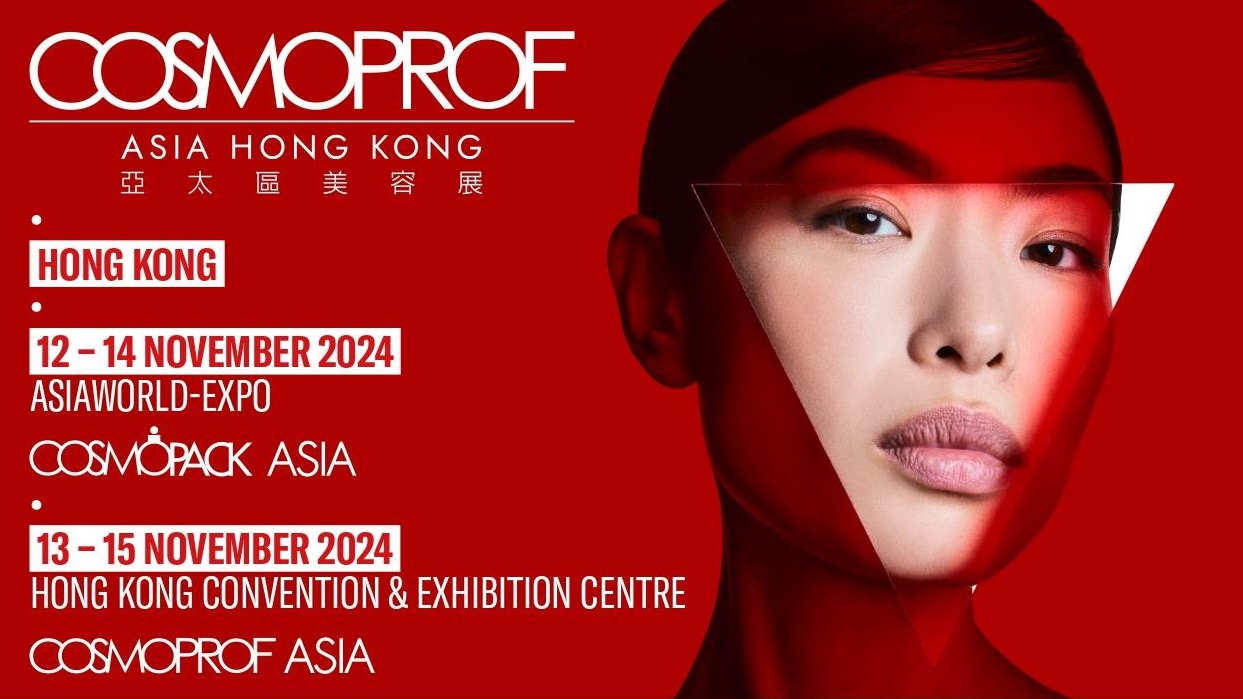 COSMOPROF
ASIA HONG KONG
亞太區美容展
HONG KONG
12 – 14 NOVEMBER 2024
ASIAWORLD-EXPO
COSMOPACK ASIA
13 – 15 NOVEMBER 2024
HONG KONG CONVENTION & EXHIBITION CENTRE
COSMOPROF ASIA